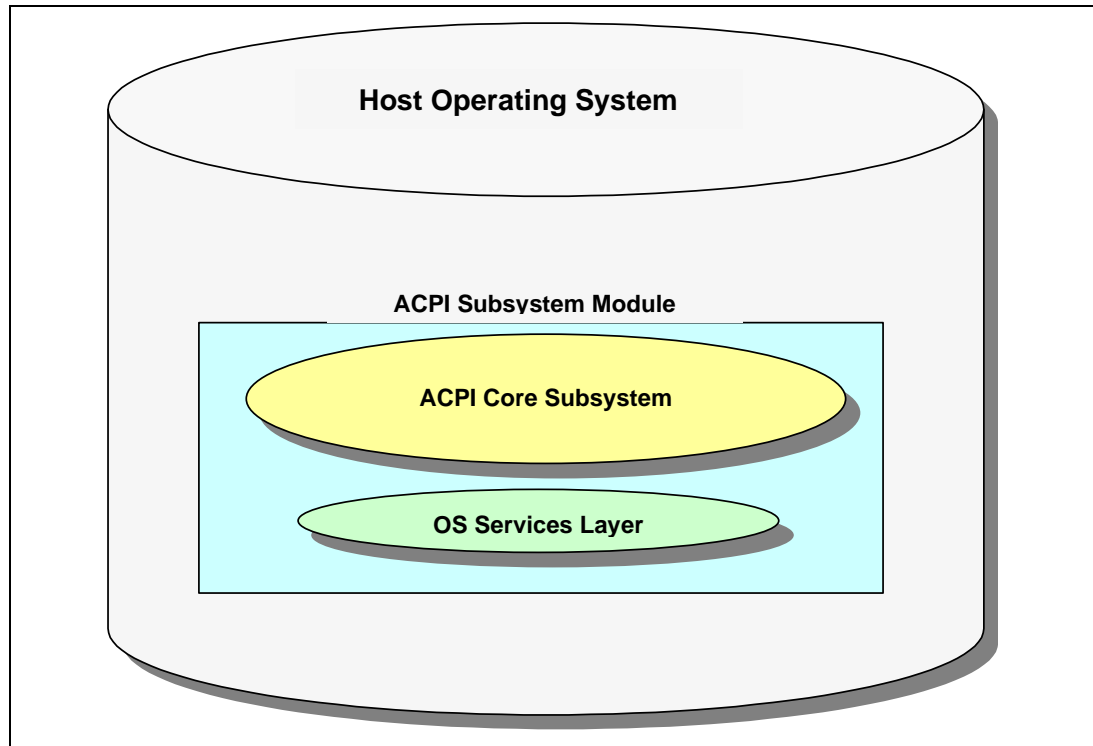 Host Operating System
ACPI Subsystem Module
ACPI Core Subsystem
OS Services Layer